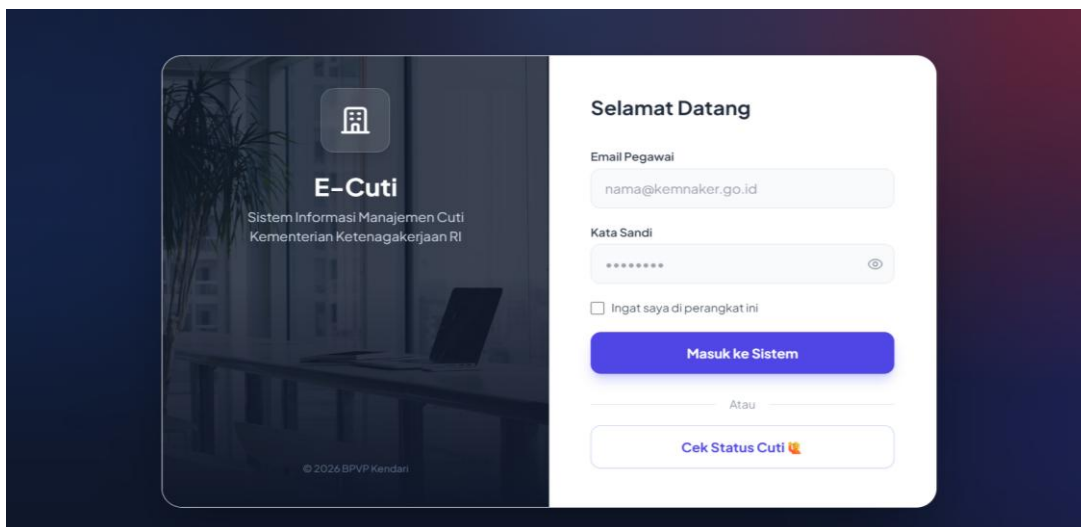 E-Cuti
Sistem Informasi Manajemen Cuti
Kementerian Ketenagakerjaan RI
© 2026 BPVP Kendari
Selamat Datang
Email Pegawai
nama@kemnaker.go.id
Kata Sandi
Ingat saya di perangkat ini
Masuk ke Sistem
Atau
Cek Status Cuti